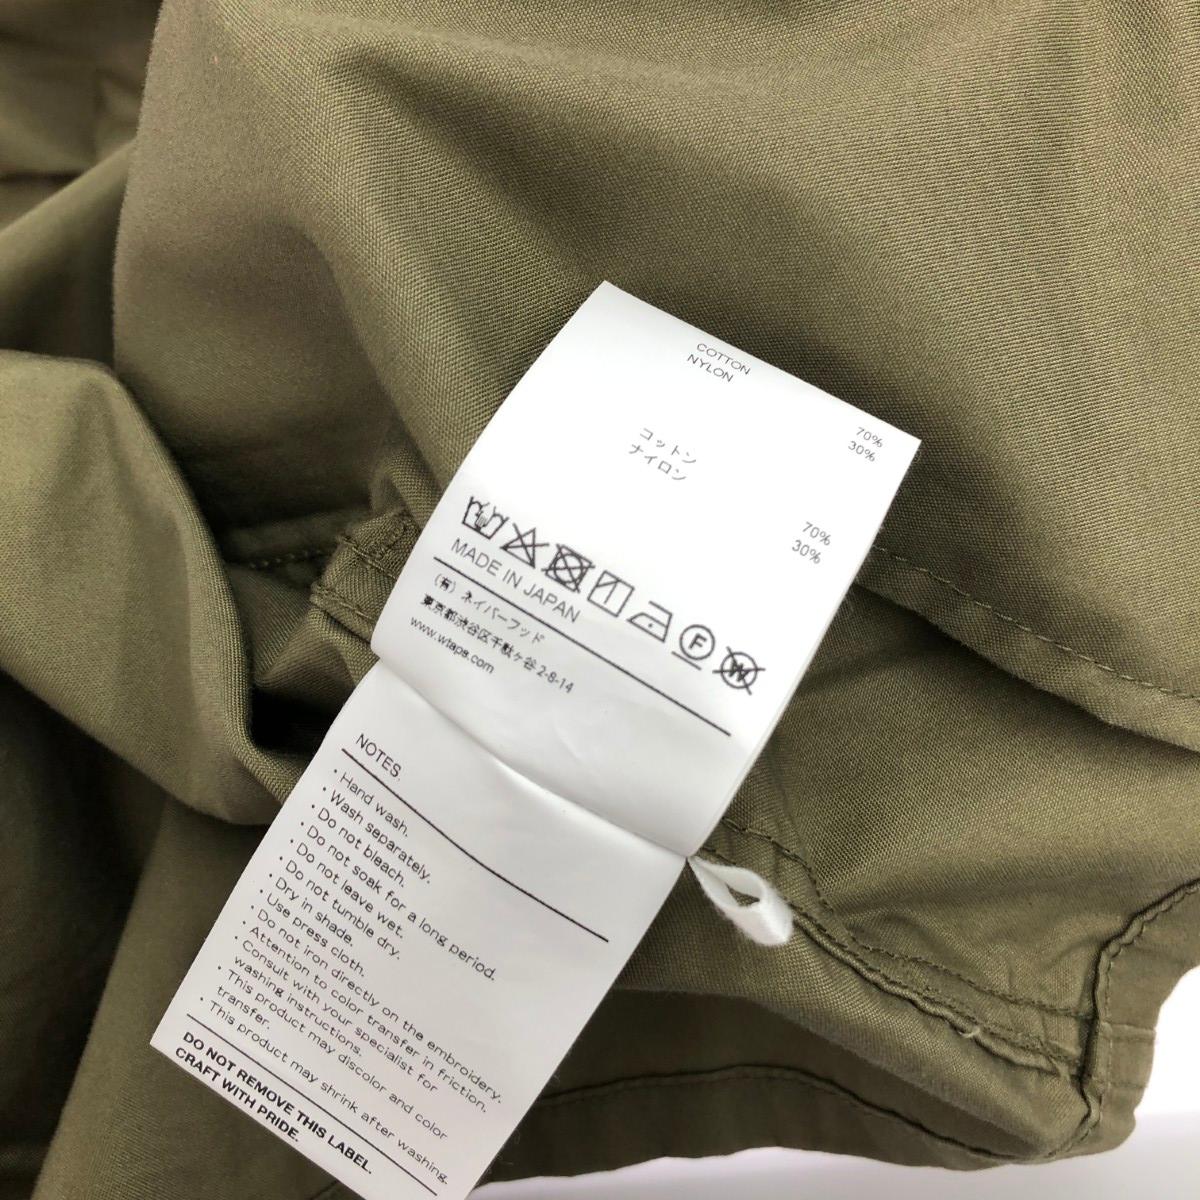 COTTON 70%
NYLON 30%
コットン 70%
ナイロン 30%
F W
MADE IN JAPAN
(有) ネイバーフッド
東京都渋谷区千駄ヶ谷 2-8-14
www.wtaps.com
NOTES.
・Hand wash.
・Wash separately.
・Do not bleach.
・Do not soak for a long period.
・Do not leave wet.
・Do not tumble dry.
・Dry in shade.
・Use press cloth.
・Do not iron directly on the embroidery.
・Attention to color transfer in friction.
・Consult with your specialist for
washing instructions.
・This product may discolor and color
transfer.
・This product may shrink after washing.
DO NOT REMOVE THIS LABEL.
CRAFT WITH PRIDE.